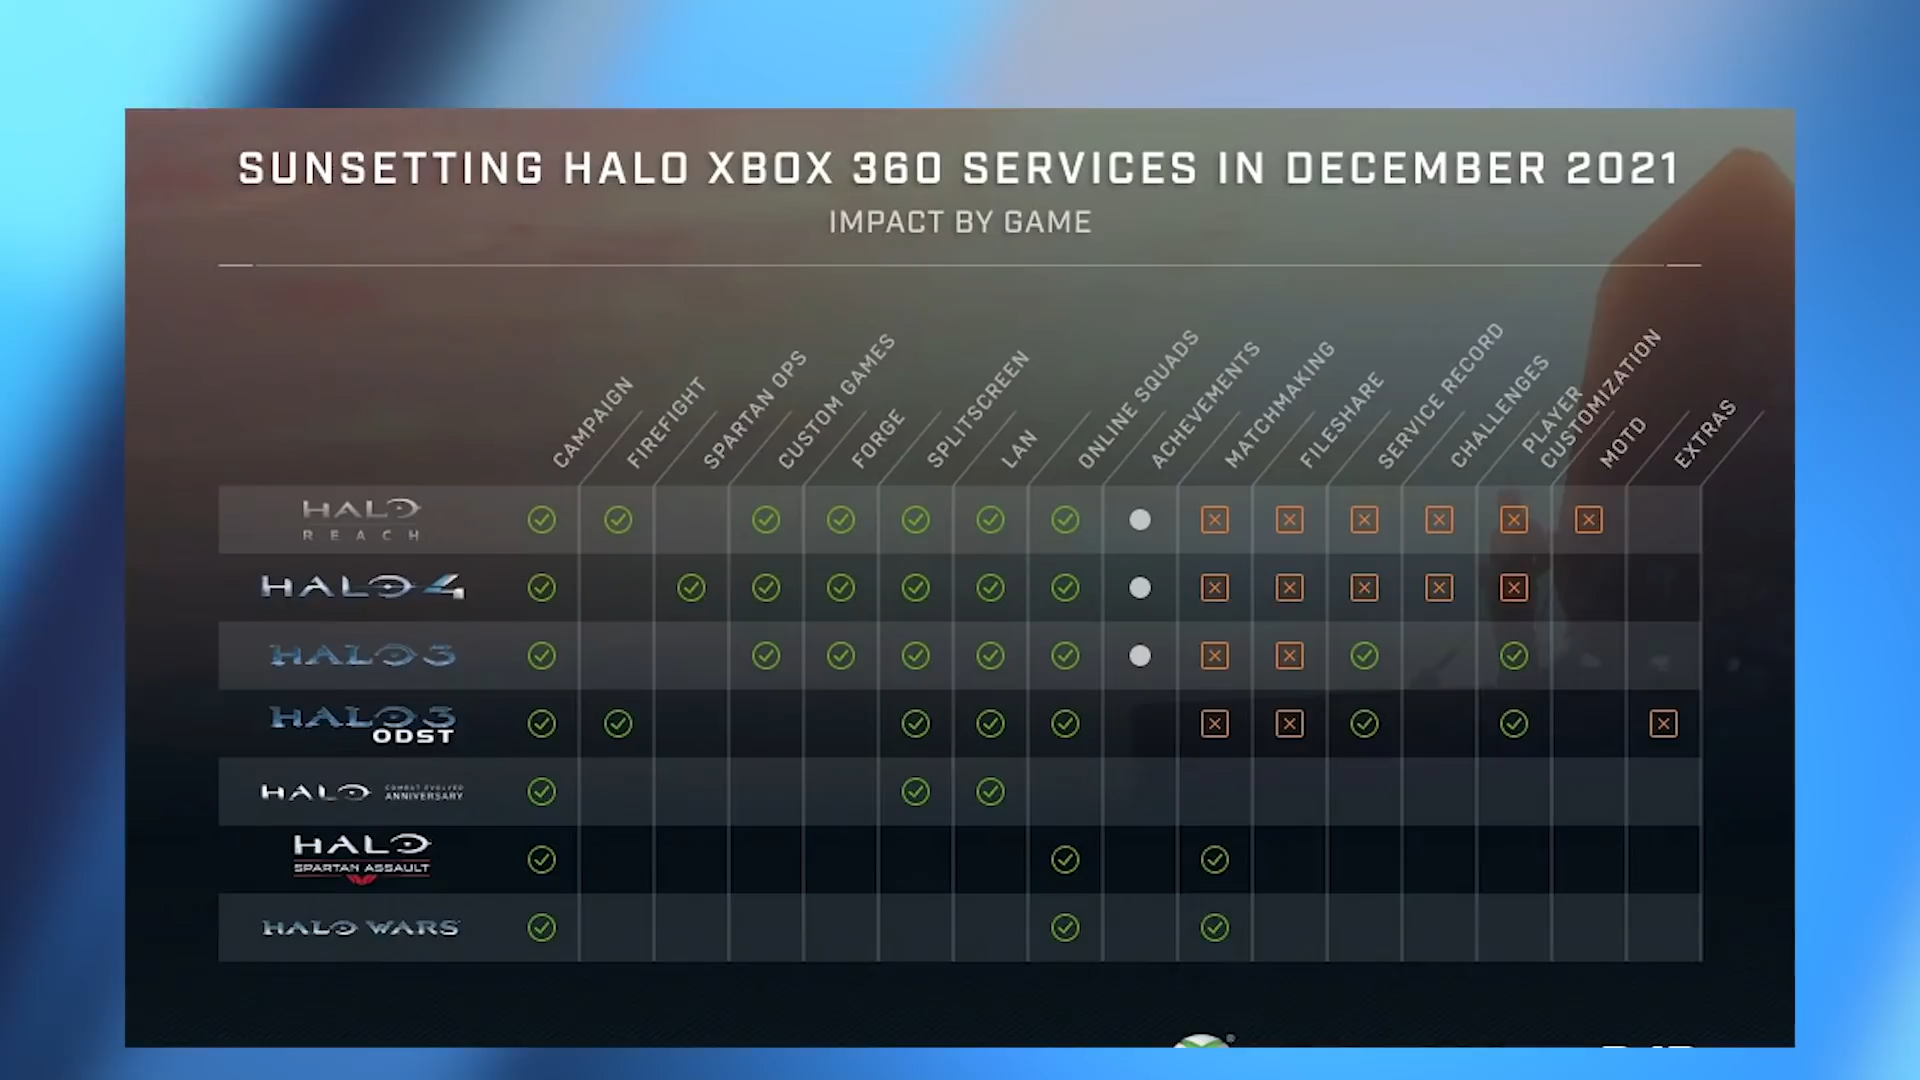 SUNSETTING HALO XBOX 360 SERVICES IN DECEMBER 2021
IMPACT BY GAME
CAMPAIGN
FIREFIGHT
SPARTAN OPS
CUSTOM GAMES
FORGE
SPLITSCREEN
LAN
ONLINE SQUADS
ACHIEVEMENTS
MATCHMAKING
FILESHARE
SERVICE RECORD
CHALLENGES
PLAYER
CUSTOMIZATION
MOTD
EXTRAS
HALO
REACH
HALO 4
HALO 3
HALO 3
ODST
HALO COMBAT EVOLVED
ANNIVERSARY
HALO
SPARTAN ASSAULT
HALO WARS